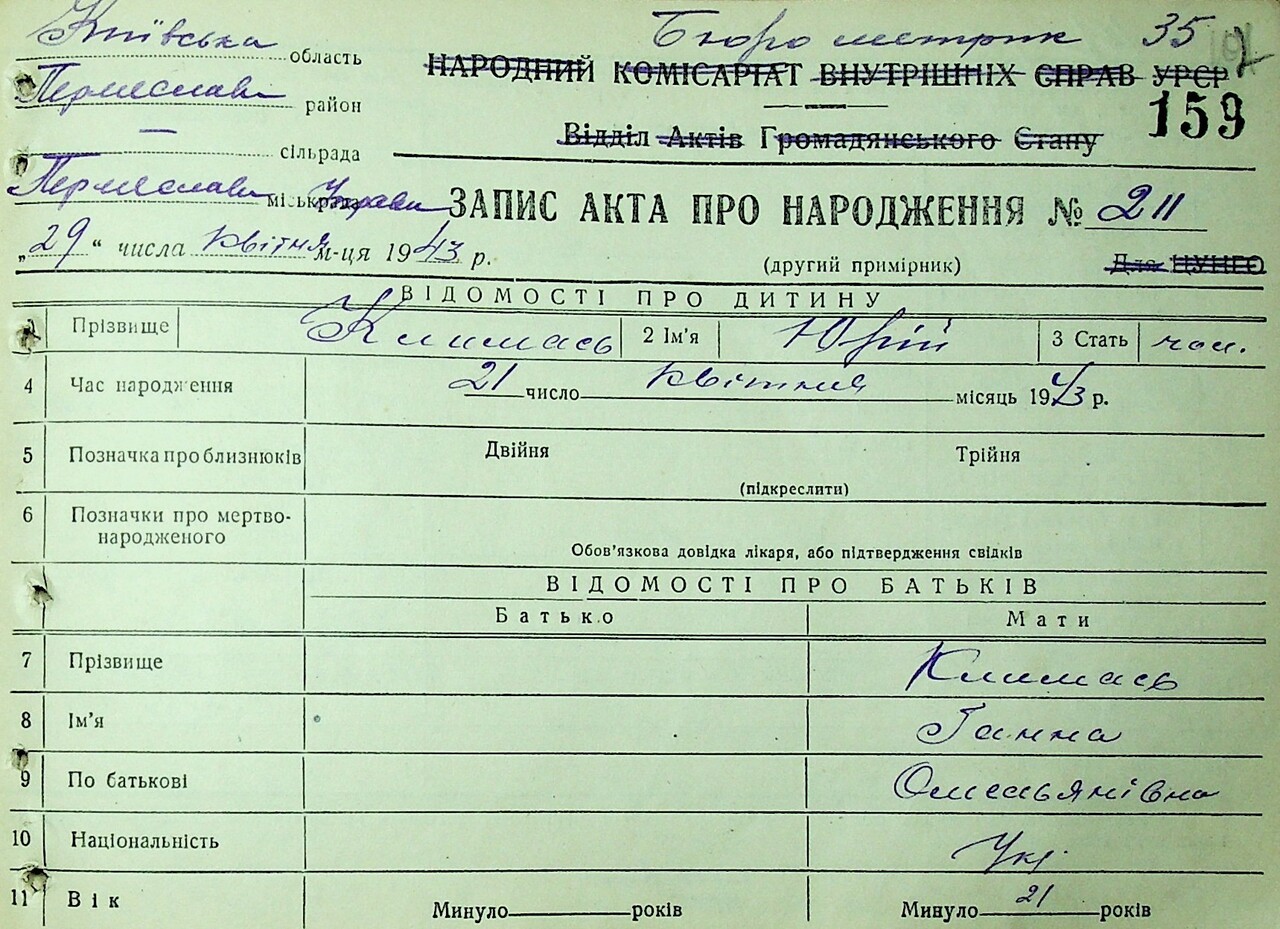 Київська область
Бюро метрик 35
НАРОДНИЙ КОМІСАРІАТ ВНУТРІШНІХ СПРАВ УРСР
Переяслав район
159
Відділ Актів Громадянського Стану
сільрада
Переяслав міськрада Управи
ЗАПИС АКТА ПРО НАРОДЖЕННЯ № 211
„29“ числа квітня м-ця 1943 р.
(другий примірник) Для ЦУНГО
ВІДОМОСТІ ПРО ДИТИНУ
Прізвище Климась 2 Ім'я Юрій 3 Стать чол.
4 Час народження 21 число квітня місяць 1943 р.
5 Позначка про близнюків Двійня Трійня
(підкреслити)
6 Позначки про мертво-
народженого
Обов'язкова довідка лікаря, або підтвердження свідків
ВІДОМОСТІ ПРО БАТЬКІВ
Батько Мати
7 Прізвище Климась
8 Ім'я Ганна
9 По батькові Омельянівна
10 Національність Укр.
11 Вік Минуло років Минуло 21 років